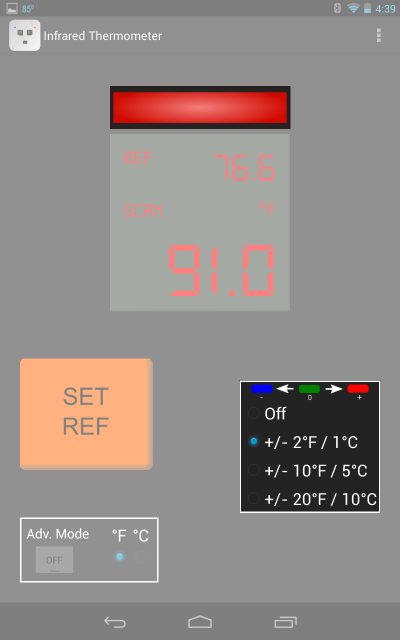 85°
4:39
Infrared Thermometer
REF
76.6
SCAN
°F
91.0
SET
REF
- 0 +
Off
+/- 2°F / 1°C
+/- 10°F / 5°C
+/- 20°F / 10°C
Adv. Mode °F °C
OFF